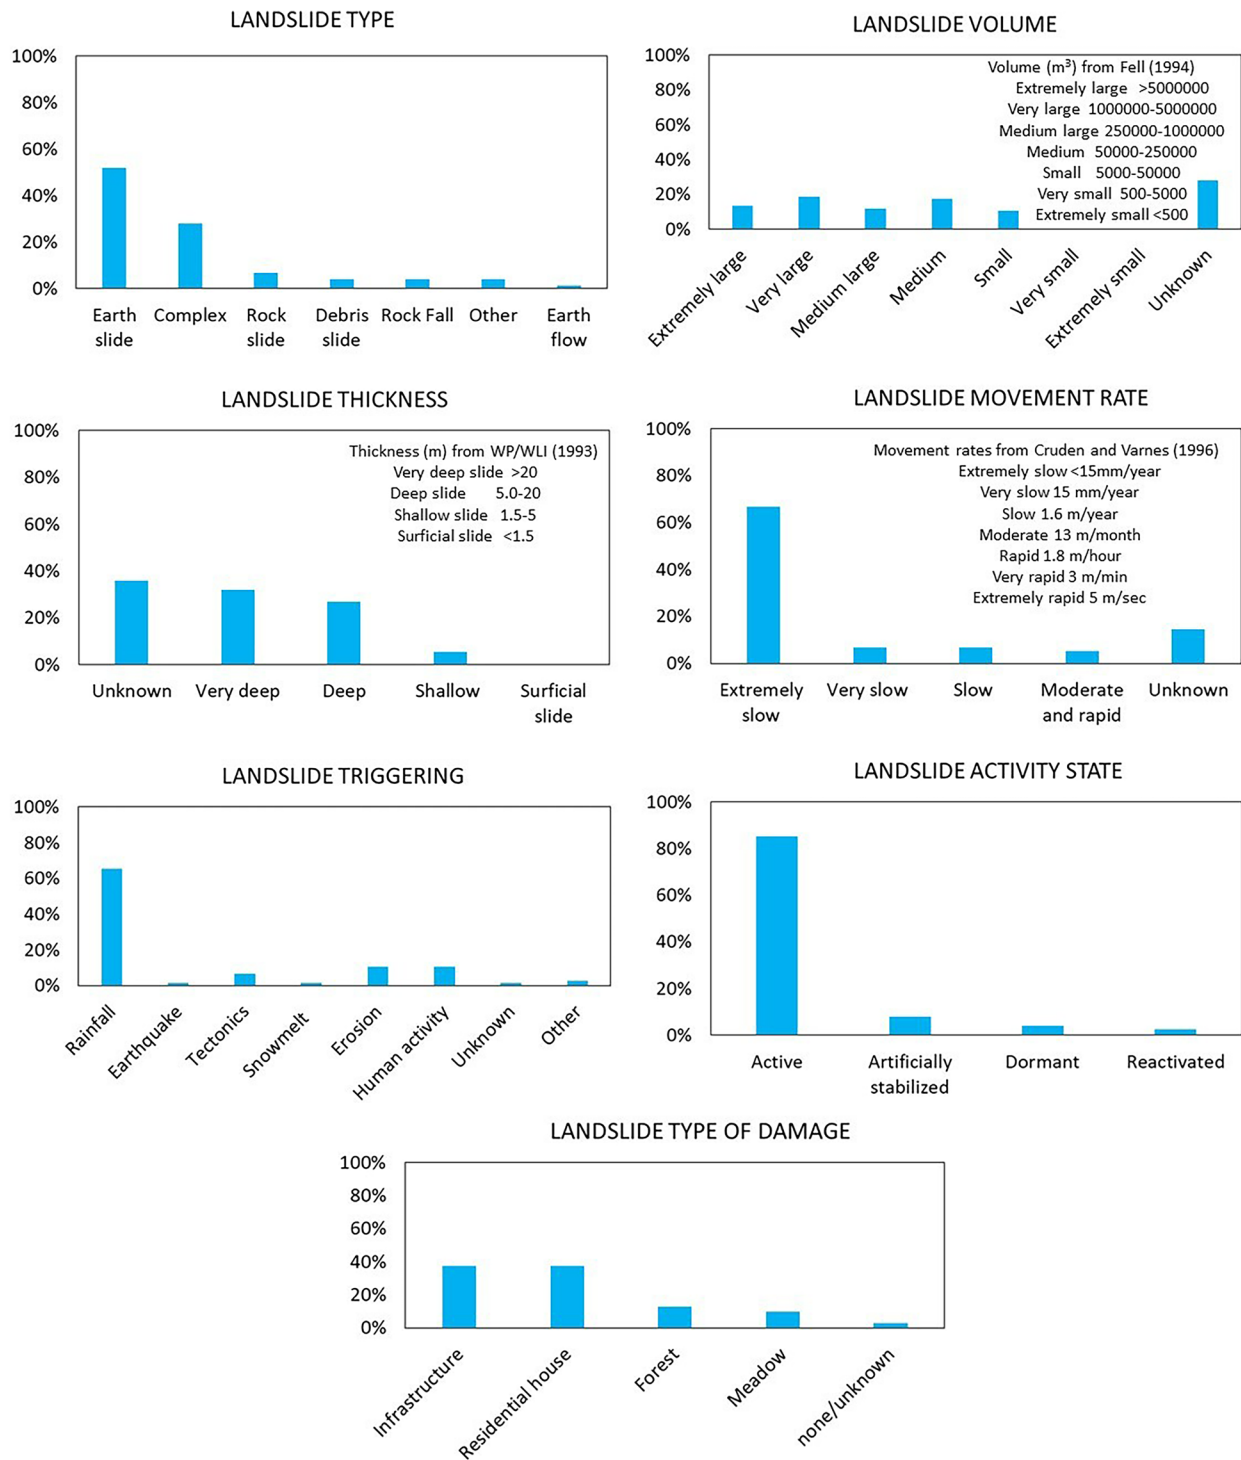 LANDSLIDE TYPE
100%
80%
60%
40%
20%
0%
Earth slide
Complex
Rock slide
Debris slide
Rock Fall
Other
Earth flow
LANDSLIDE VOLUME
100%
80%
60%
40%
20%
0%
Volume (m³) from Fell (1994)
Extremely large >5000000
Very large 1000000-5000000
Medium large 250000-1000000
Medium 50000-250000
Small 5000-50000
Very small 500-5000
Extremely small <500
Extremely large
Very large
Medium large
Medium
Small
Very small
Extremely small
Unknown
LANDSLIDE THICKNESS
100%
80%
60%
40%
20%
0%
Thickness (m) from WP/WLI (1993)
Very deep slide >20
Deep slide 5.0-20
Shallow slide 1.5-5
Surficial slide <1.5
Unknown
Very deep
Deep
Shallow
Surficial slide
LANDSLIDE MOVEMENT RATE
100%
80%
60%
40%
20%
0%
Movement rates from Cruden and Varnes (1996)
Extremely slow <15mm/year
Very slow 15 mm/year
Slow 1.6 m/year
Moderate 13 m/month
Rapid 1.8 m/hour
Very rapid 3 m/min
Extremely rapid 5 m/sec
Extremely slow
Very slow
Slow
Moderate and rapid
Unknown
LANDSLIDE TRIGGERING
100%
80%
60%
40%
20%
0%
Rainfall
Earthquake
Tectonics
Snowmelt
Erosion
Human activity
Unknown
Other
LANDSLIDE ACTIVITY STATE
100%
80%
60%
40%
20%
0%
Active
Artificially stabilized
Dormant
Reactivated
LANDSLIDE TYPE OF DAMAGE
100%
80%
60%
40%
20%
0%
Infrastructure
Residential house
Forest
Meadow
none/unknown